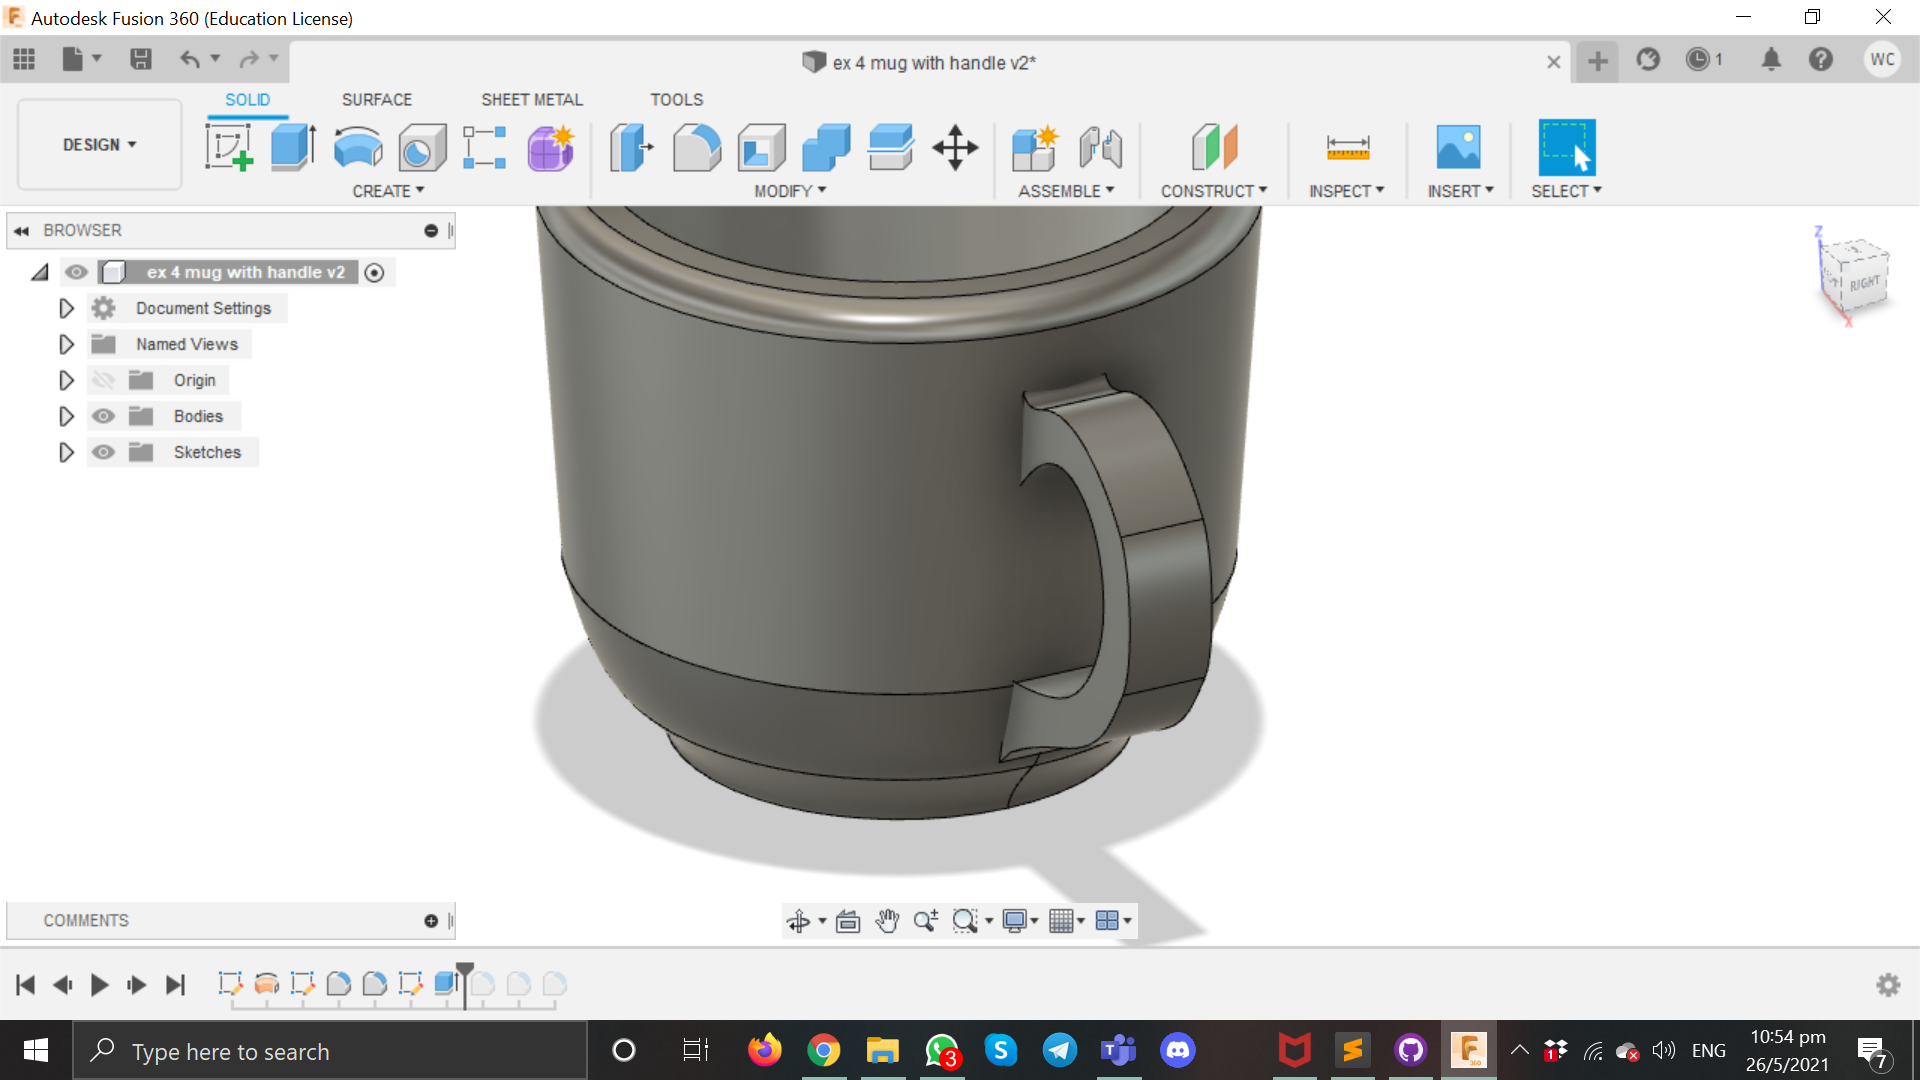 Autodesk Fusion 360 (Education License)
ex 4 mug with handle v2*
1
WC
SOLID
SURFACE
SHEET METAL
TOOLS
DESIGN
CREATE
MODIFY
ASSEMBLE
CONSTRUCT
INSPECT
INSERT
SELECT
BROWSER
ex 4 mug with handle v2
Document Settings
Named Views
Origin
Bodies
Sketches
Z
RIGHT
X
COMMENTS
Type here to search
3
1
ENG
10:54 pm
26/5/2021
7